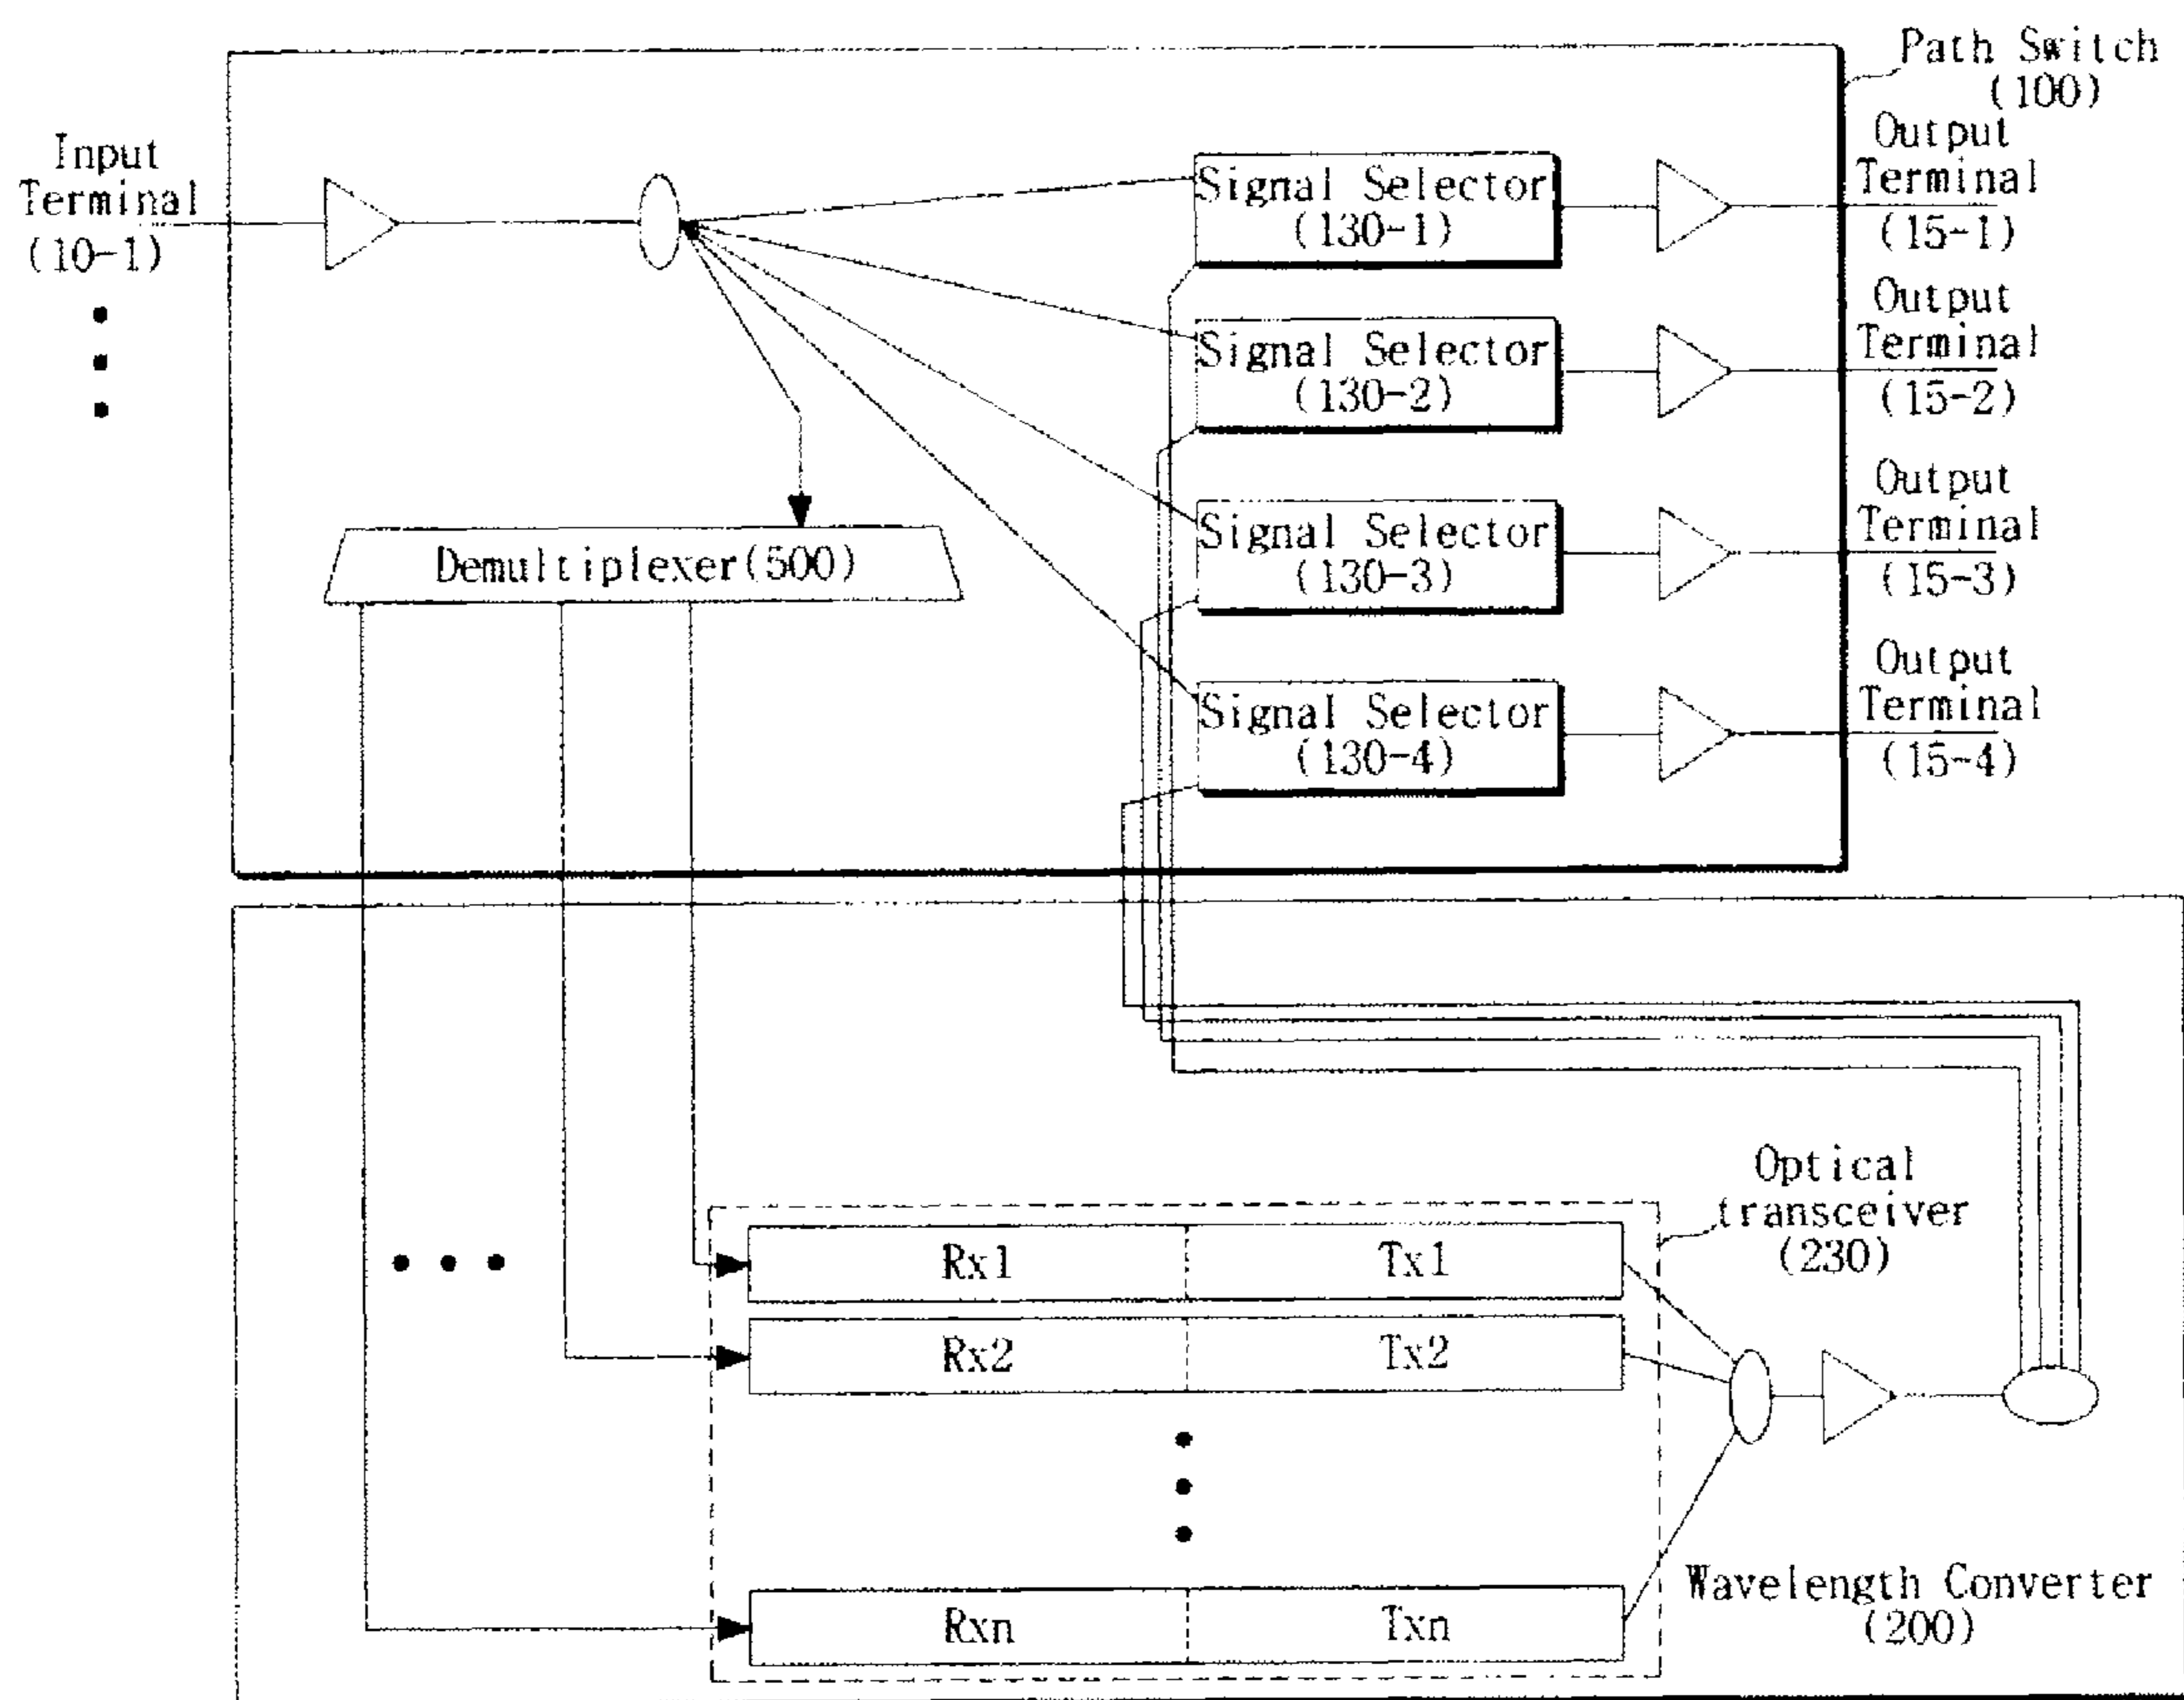 Path Switch
(100)
Input
Terminal
(10-1)
Signal Selector
(130-1)
Output
Terminal
(15-1)
Signal Selector
(130-2)
Output
Terminal
(15-2)
Demultiplexer(500)
Signal Selector
(130-3)
Output
Terminal
(15-3)
Signal Selector
(130-4)
Output
Terminal
(15-4)
Optical
transceiver
(230)
Rx1
Tx1
Rx2
Tx2
Rxn
Txn
Wavelength Converter
(200)